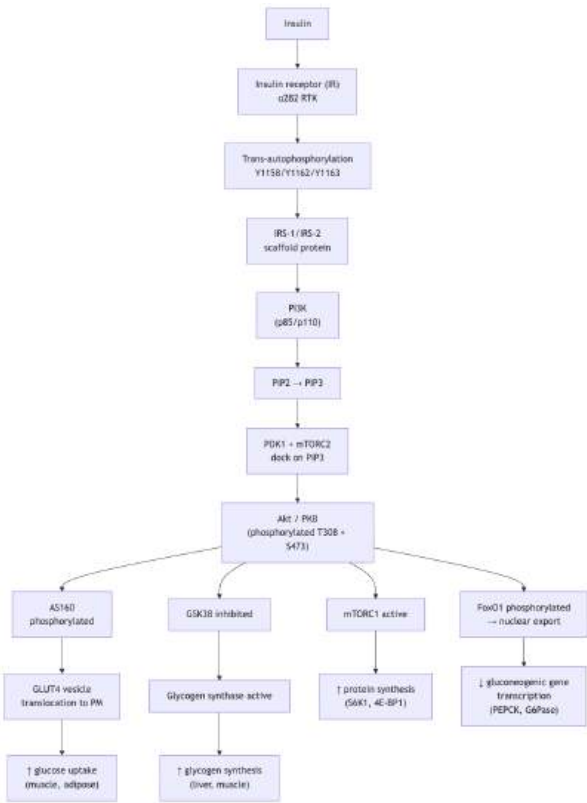 Insulin
Insulin receptor (IR)
α2β2 RTK
Trans-autophosphorylation
Y1158/Y1162/Y1163
IRS-1/IRS-2
scaffold protein
PI3K
(p85/p110)
PIP2 → PIP3
PDK1 + mTORC2
dock on PIP3
Akt / PKB
(phosphorylated T308 +
S473)
AS160
phosphorylated
GSK3β inhibited
mTORC1 active
FoxO1 phosphorylated
→ nuclear export
GLUT4 vesicle
translocation to PM
Glycogen synthase active
↑ protein synthesis
(S6K1, 4E-BP1)
↓ gluconeogenic gene
transcription
(PEPCK, G6Pase)
↑ glucose uptake
(muscle, adipose)
↑ glycogen synthesis
(liver, muscle)